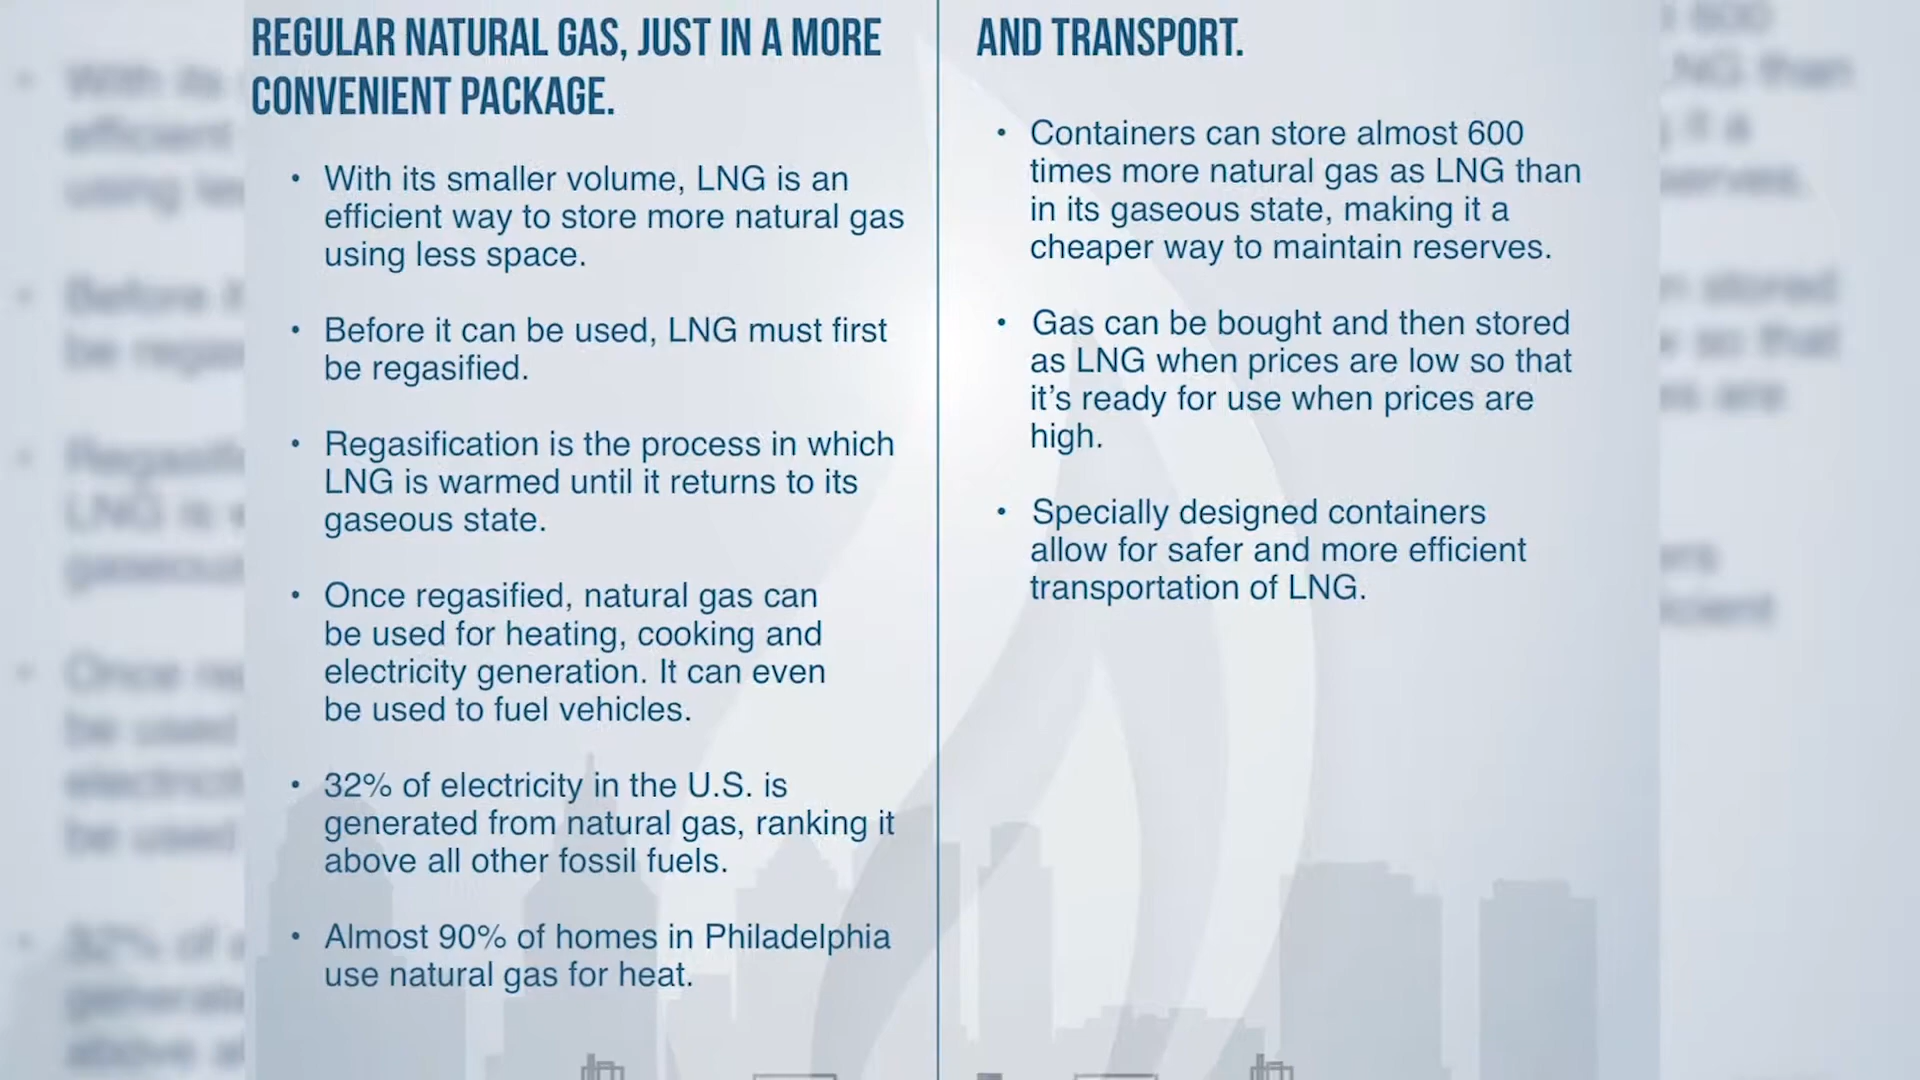 REGULAR NATURAL GAS, JUST IN A MORE
CONVENIENT PACKAGE.
• With its smaller volume, LNG is an
efficient way to store more natural gas
using less space.
• Before it can be used, LNG must first
be regasified.
• Regasification is the process in which
LNG is warmed until it returns to its
gaseous state.
• Once regasified, natural gas can
be used for heating, cooking and
electricity generation. It can even
be used to fuel vehicles.
• 32% of electricity in the U.S. is
generated from natural gas, ranking it
above all other fossil fuels.
• Almost 90% of homes in Philadelphia
use natural gas for heat.
AND TRANSPORT.
• Containers can store almost 600
times more natural gas as LNG than
in its gaseous state, making it a
cheaper way to maintain reserves.
• Gas can be bought and then stored
as LNG when prices are low so that
it’s ready for use when prices are
high.
• Specially designed containers
allow for safer and more efficient
transportation of LNG.